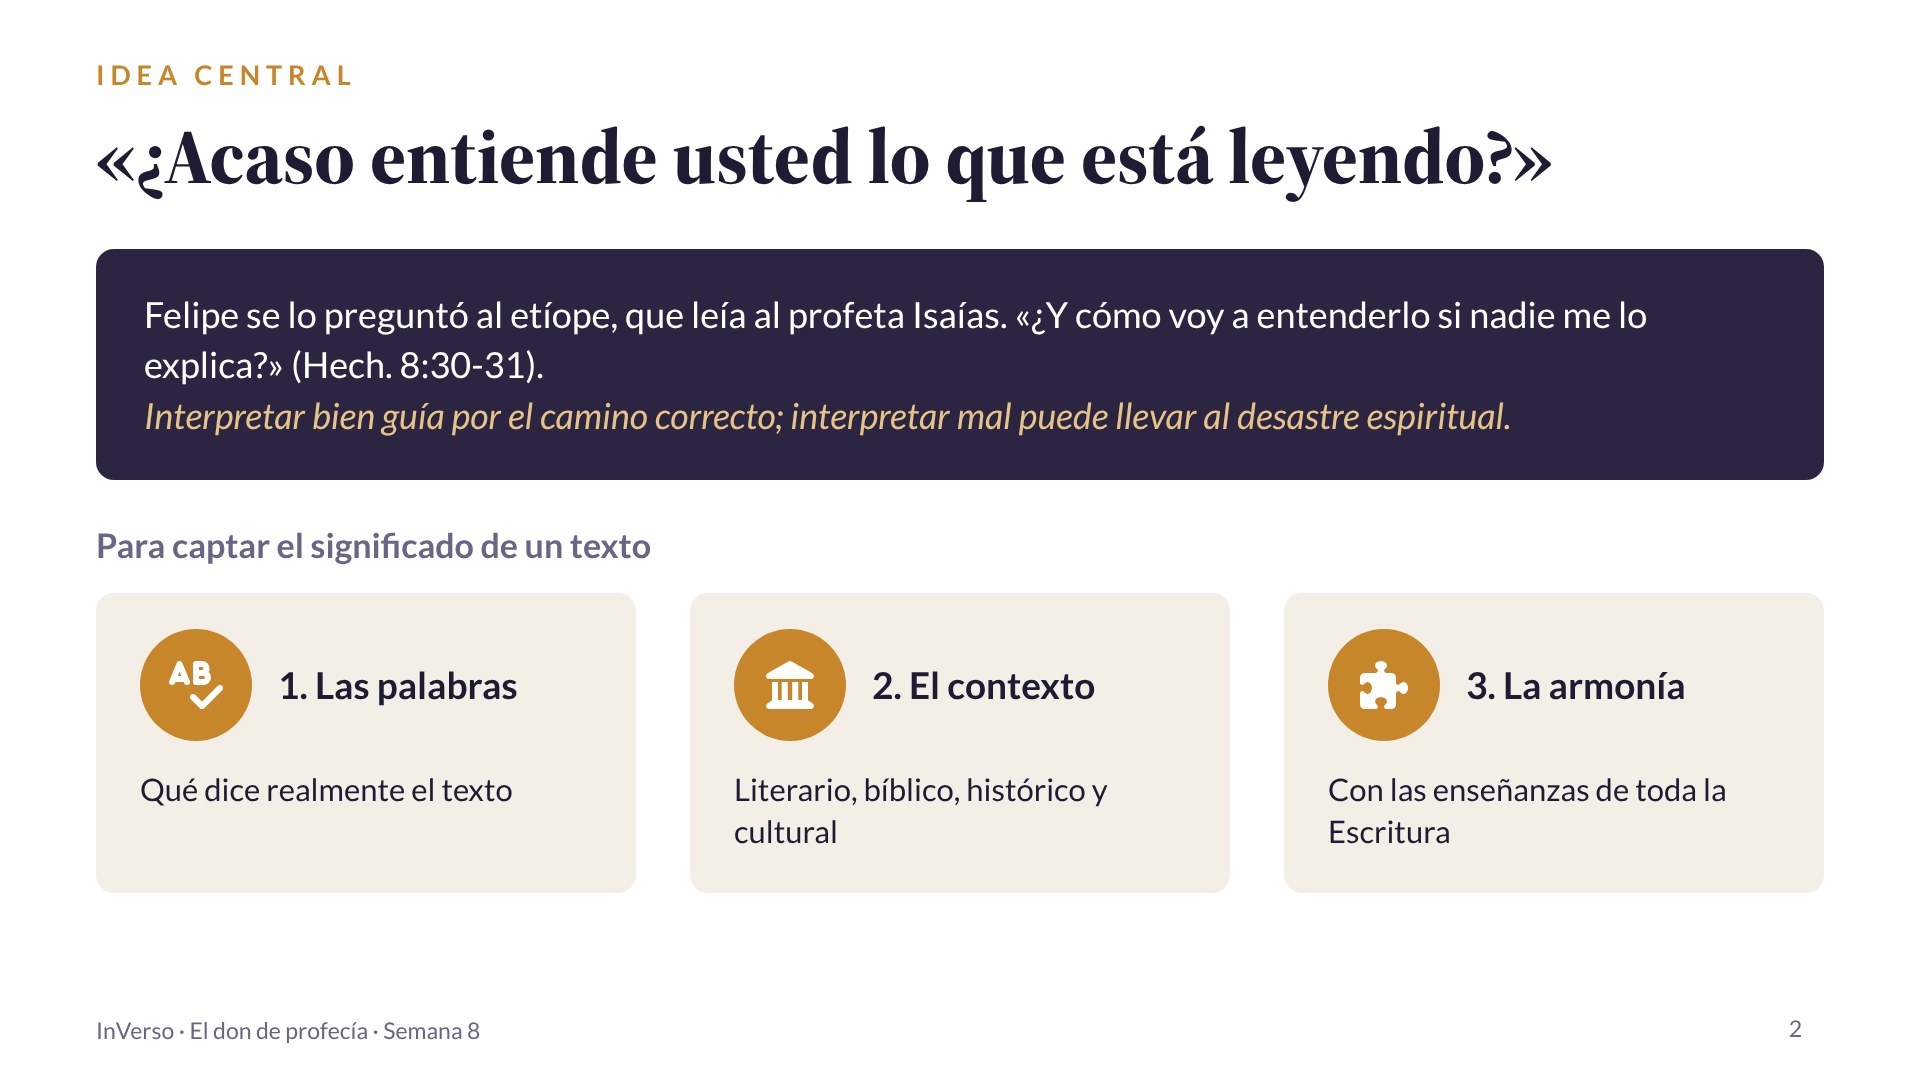 IDEA CENTRAL
«¿Acaso entiende usted lo que está leyendo?»
Felipe se lo preguntó al etíope, que leía al profeta Isaías. «¿Y cómo voy a entenderlo si nadie me lo
explica?» (Hech. 8:30-31).
Interpretar bien guía por el camino correcto; interpretar mal puede llevar al desastre espiritual.
Para captar el significado de un texto
AB
1. Las palabras
Qué dice realmente el texto
2. El contexto
Literario, bíblico, histórico y
cultural
3. La armonía
Con las enseñanzas de toda la
Escritura
InVerso · El don de profecía · Semana 8
2